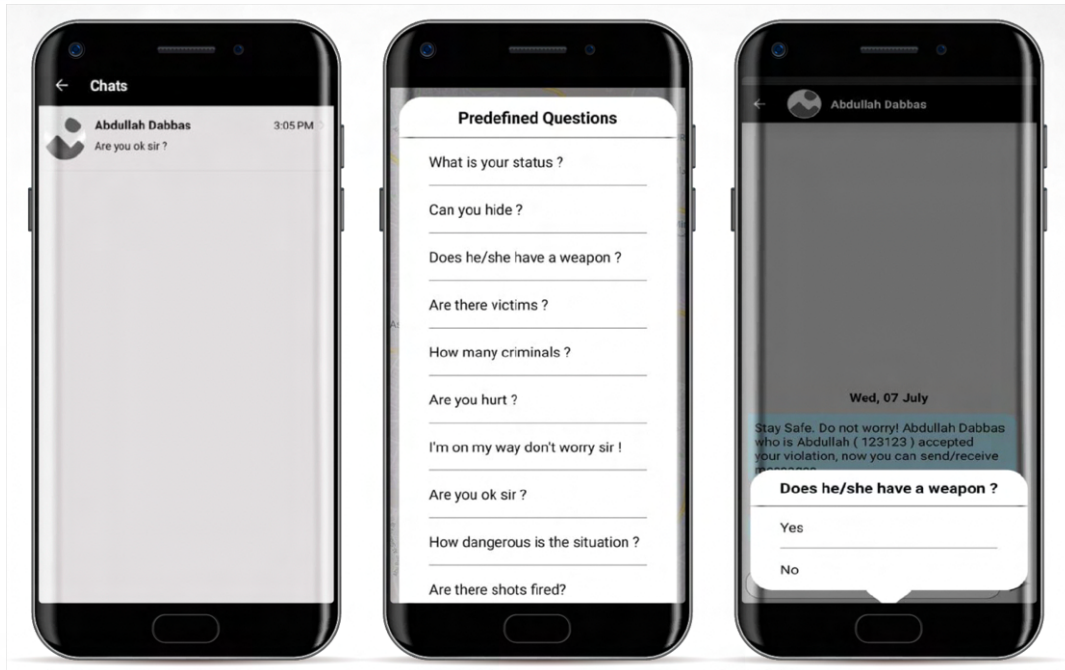 Chats
Abdullah Dabbas 3:05 PM
Are you ok sir ?
Predefined Questions
What is your status ?
Can you hide ?
Does he/she have a weapon ?
Are there victims ?
How many criminals ?
Are you hurt ?
I'm on my way don't worry sir !
Are you ok sir ?
How dangerous is the situation ?
Are there shots fired?
Abdullah Dabbas
Wed, 07 July
Stay Safe. Do not worry! Abdullah Dabbas
who is Abdullah ( 123123 ) accepted
your violation, now you can send/receive
Does he/she have a weapon ?
Yes
No